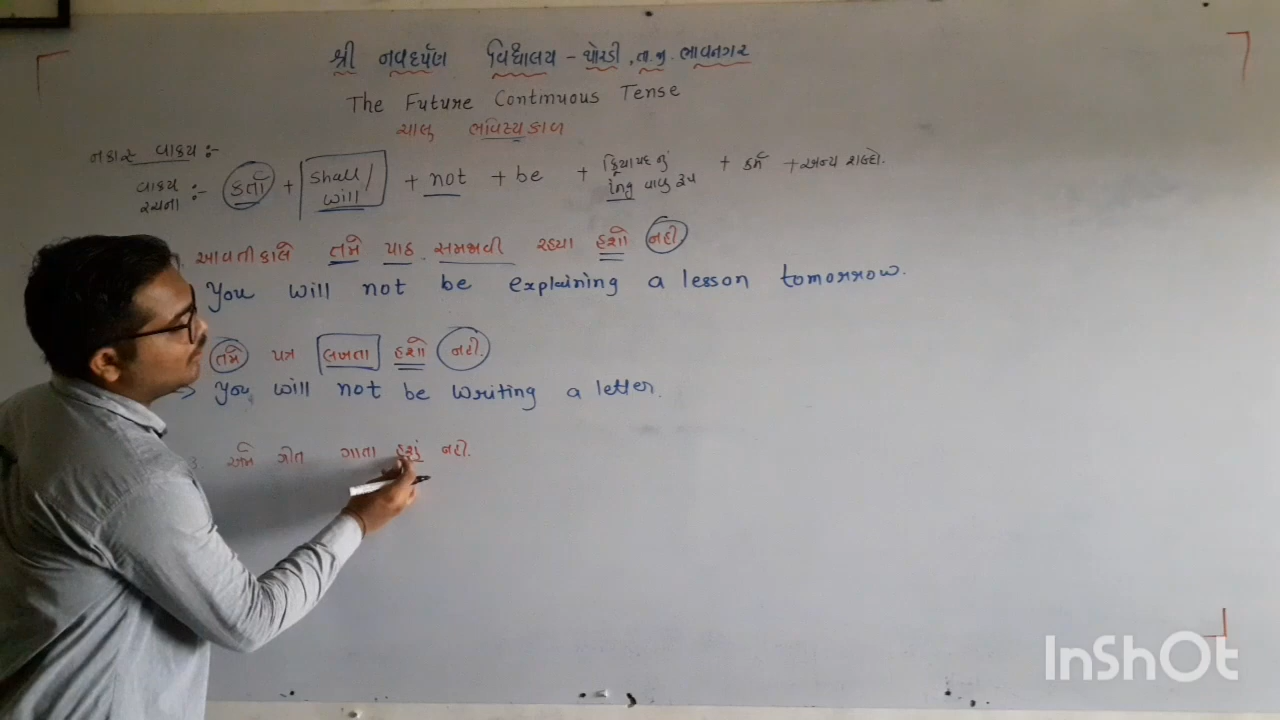 શ્રી નવદર્પણ વિદ્યાલય - થોરડી, તા.જી. ભાવનગર
The Future Contmuous Tense
ચાલુ ભવિષ્યકાળ
નકાર વાક્ય :-
વાક્ય રચના :- કર્તા + shall / will + not + be + ક્રિયાપદનું ing વાળુ રૂપ + કર્મ + અન્ય શબ્દો.
આવતીકાલે તમે પાઠ સમજાવી રહ્યા હશો નહી.
You will not be explaining a lesson tomorrow.
તમે પત્ર લખતા હશો નહી.
→ You will not be writing a letter.
અમે ગીત ગાતા હશું નહી.
InShOt